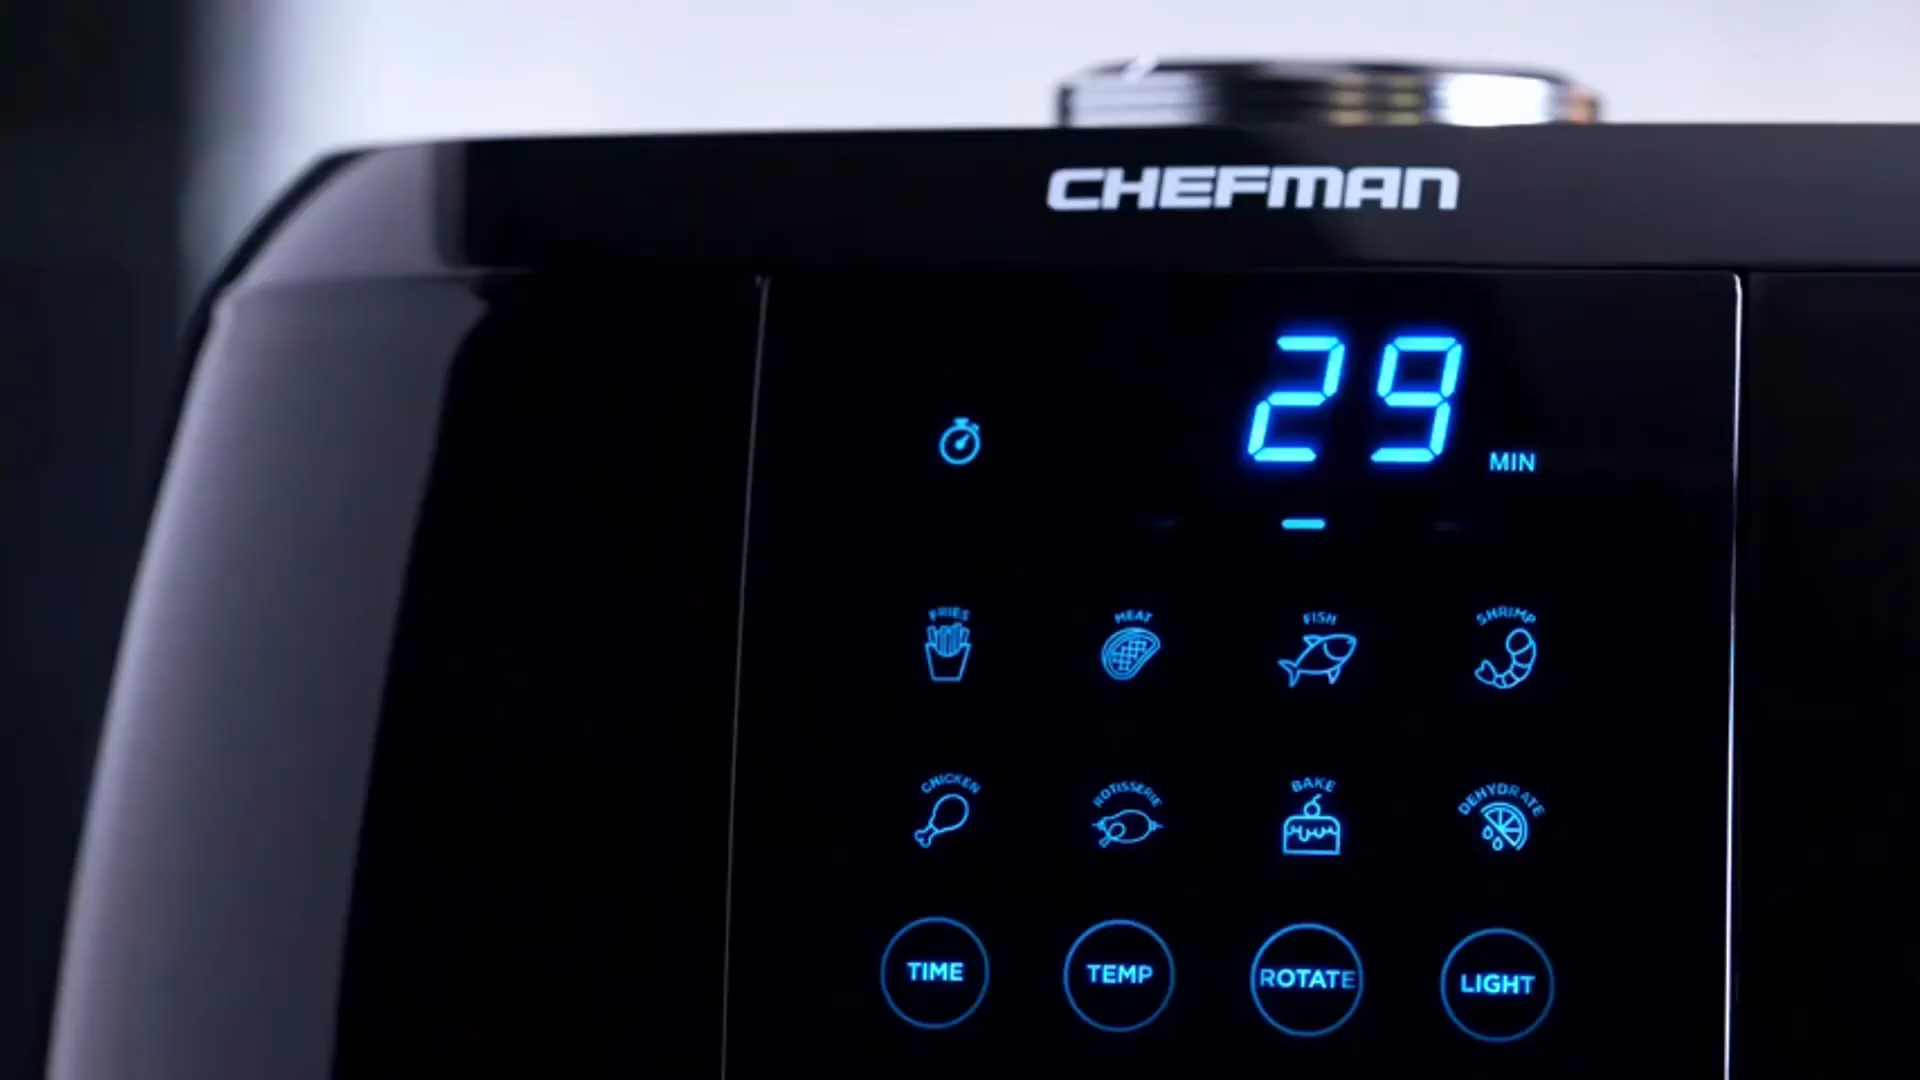 CHEFMAN
29 MIN
FRIES MEAT FISH SHRIMP
CHICKEN ROTISSERIE BAKE DEHYDRATE
TIME TEMP ROTATE LIGHT